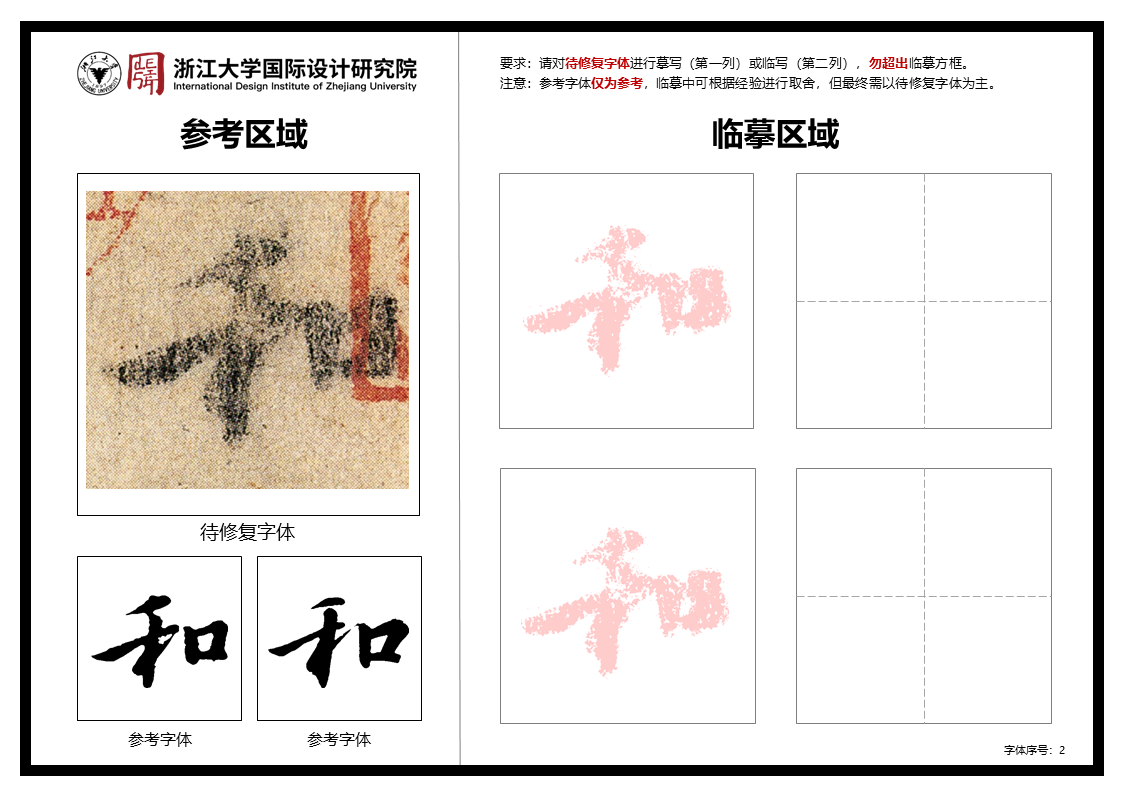 浙江大学国际设计研究院
International Design Institute of Zhejiang University
参考区域
和
待修复字体
和
和
参考字体
参考字体
要求：请对待修复字体进行摹写（第一列）或临写（第二列），勿超出临摹方框。
注意：参考字体仅为参考，临摹中可根据经验进行取舍，但最终需以待修复字体为主。
临摹区域
和
和
字体序号：2